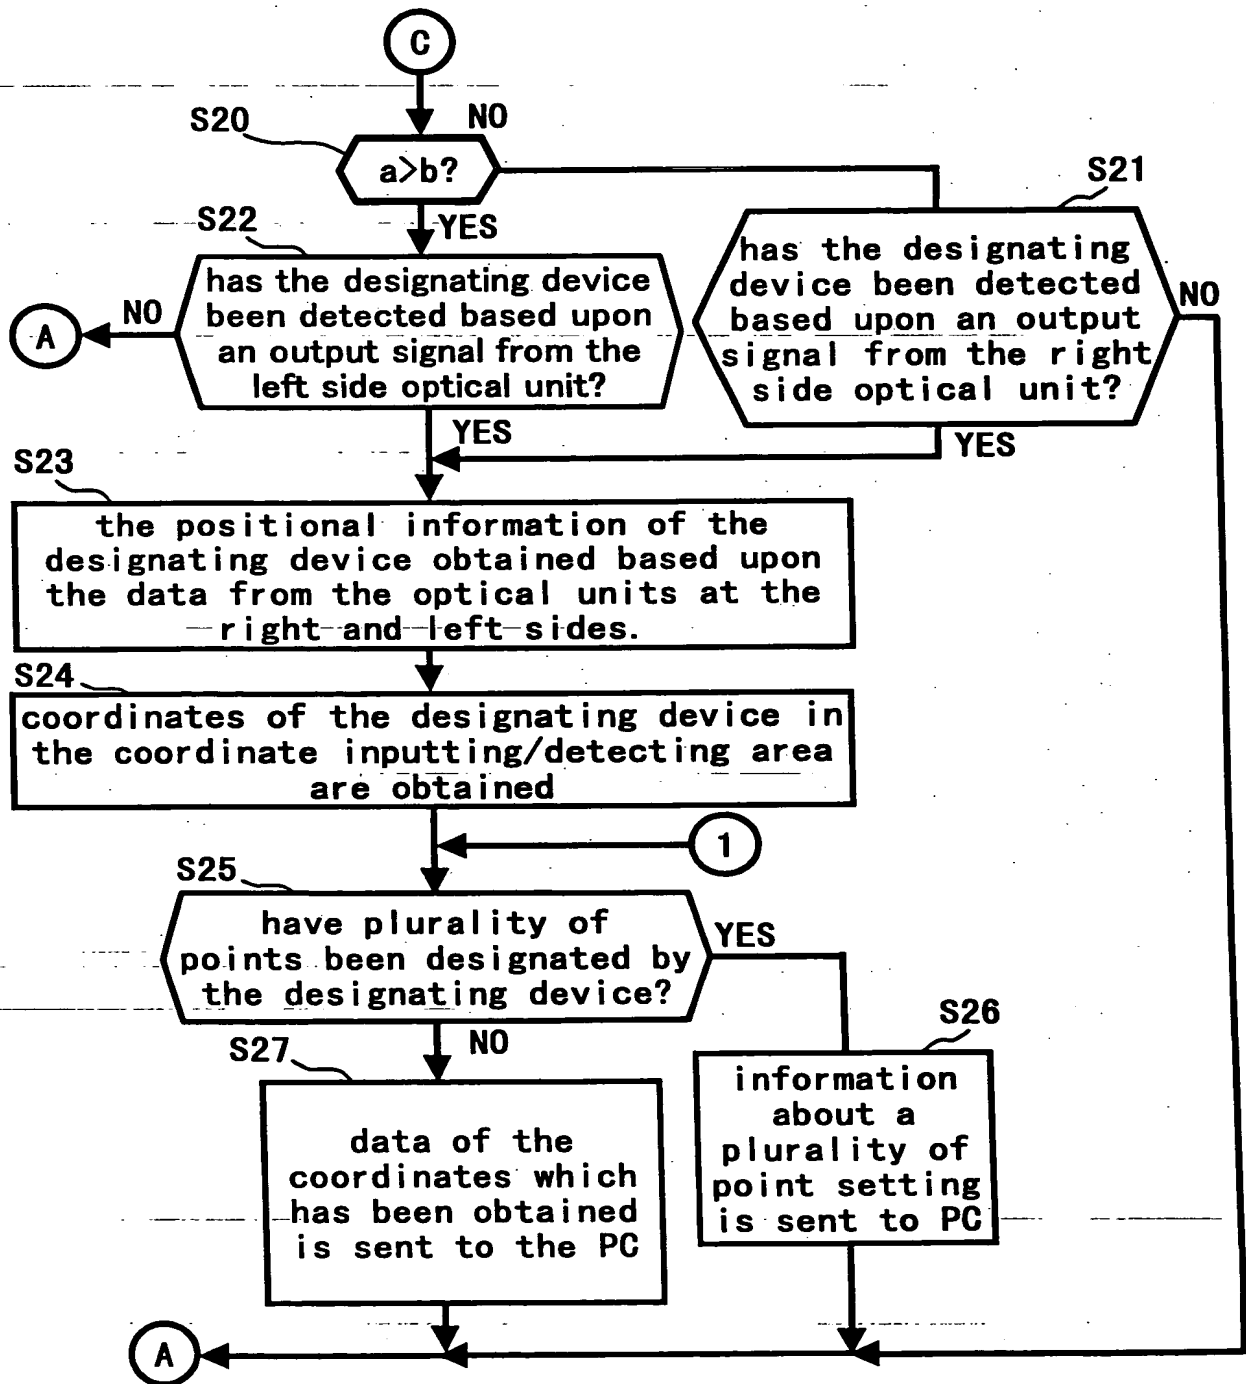 C
S20
NO
a>b?
S21
S22
YES
has the designating device
been detected based upon
an output signal from the
left side optical unit?
NO
A
has the designating
device been detected
based upon an output
signal from the right
side optical unit?
NO
YES
YES
S23
the positional information of the
designating device obtained based upon
the data from the optical units at the
right and left sides.
S24
coordinates of the designating device in
the coordinate inputting/detecting area
are obtained
1
S25
have plurality of
points been designated by
the designating device?
YES
S26
NO
S27
information
about a
plurality of
point setting
is sent to PC
data of the
coordinates which
has been obtained
is sent to the PC
A